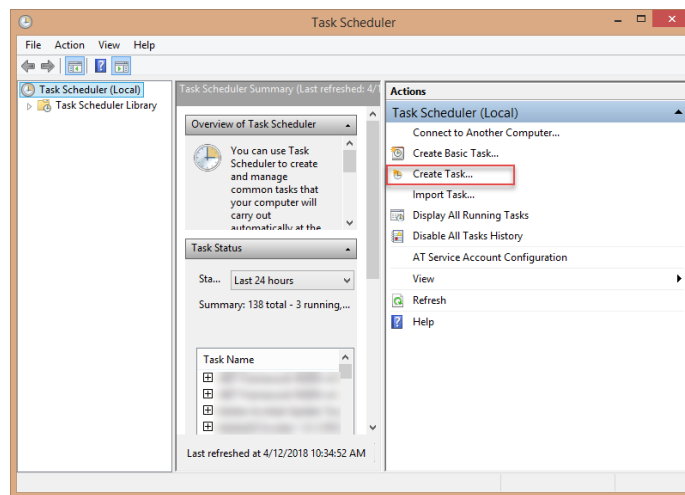 Task Scheduler
File Action View Help
Task Scheduler (Local)
Task Scheduler Library
Task Scheduler Summary (Last refreshed: 4/1
Overview of Task Scheduler
You can use Task
Scheduler to create
and manage
common tasks that
your computer will
carry out
automatically at the
Task Status
Sta... Last 24 hours
Summary: 138 total - 3 running,...
Task Name
Last refreshed at 4/12/2018 10:34:52 AM
Actions
Task Scheduler (Local)
Connect to Another Computer...
Create Basic Task...
Create Task...
Import Task...
Display All Running Tasks
Disable All Tasks History
AT Service Account Configuration
View
Refresh
Help